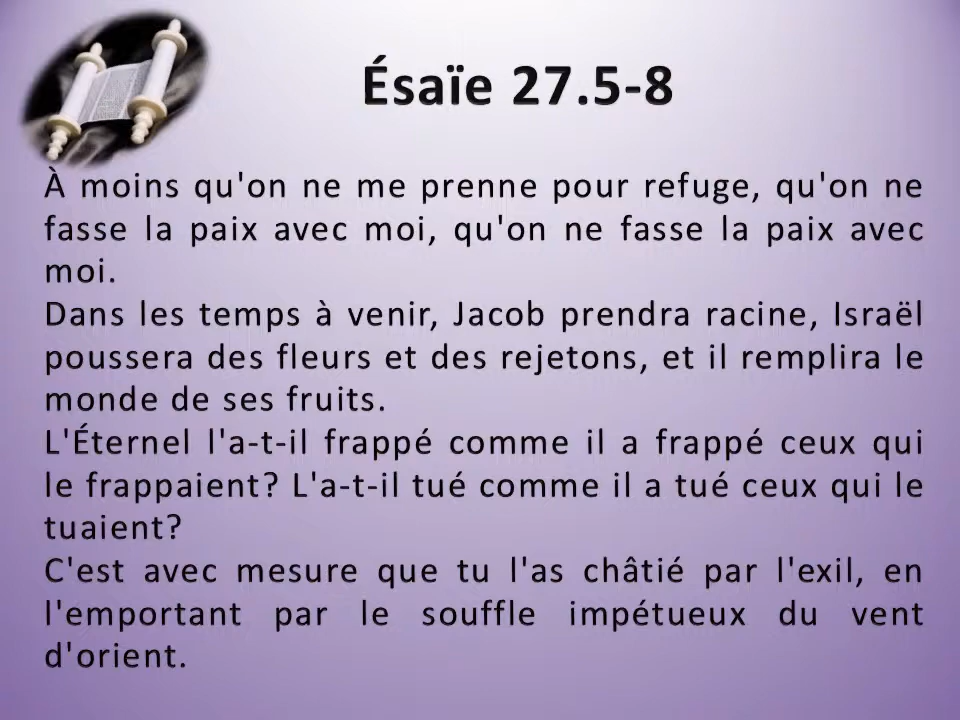 Ésaïe 27.5-8
À moins qu'on ne me prenne pour refuge, qu'on ne
fasse la paix avec moi, qu'on ne fasse la paix avec
moi.
Dans les temps à venir, Jacob prendra racine, Israël
poussera des fleurs et des rejetons, et il remplira le
monde de ses fruits.
L'Éternel l'a-t-il frappé comme il a frappé ceux qui
le frappaient? L'a-t-il tué comme il a tué ceux qui le
tuaient?
C'est avec mesure que tu l'as châtié par l'exil, en
l'emportant par le souffle impétueux du vent
d'orient.